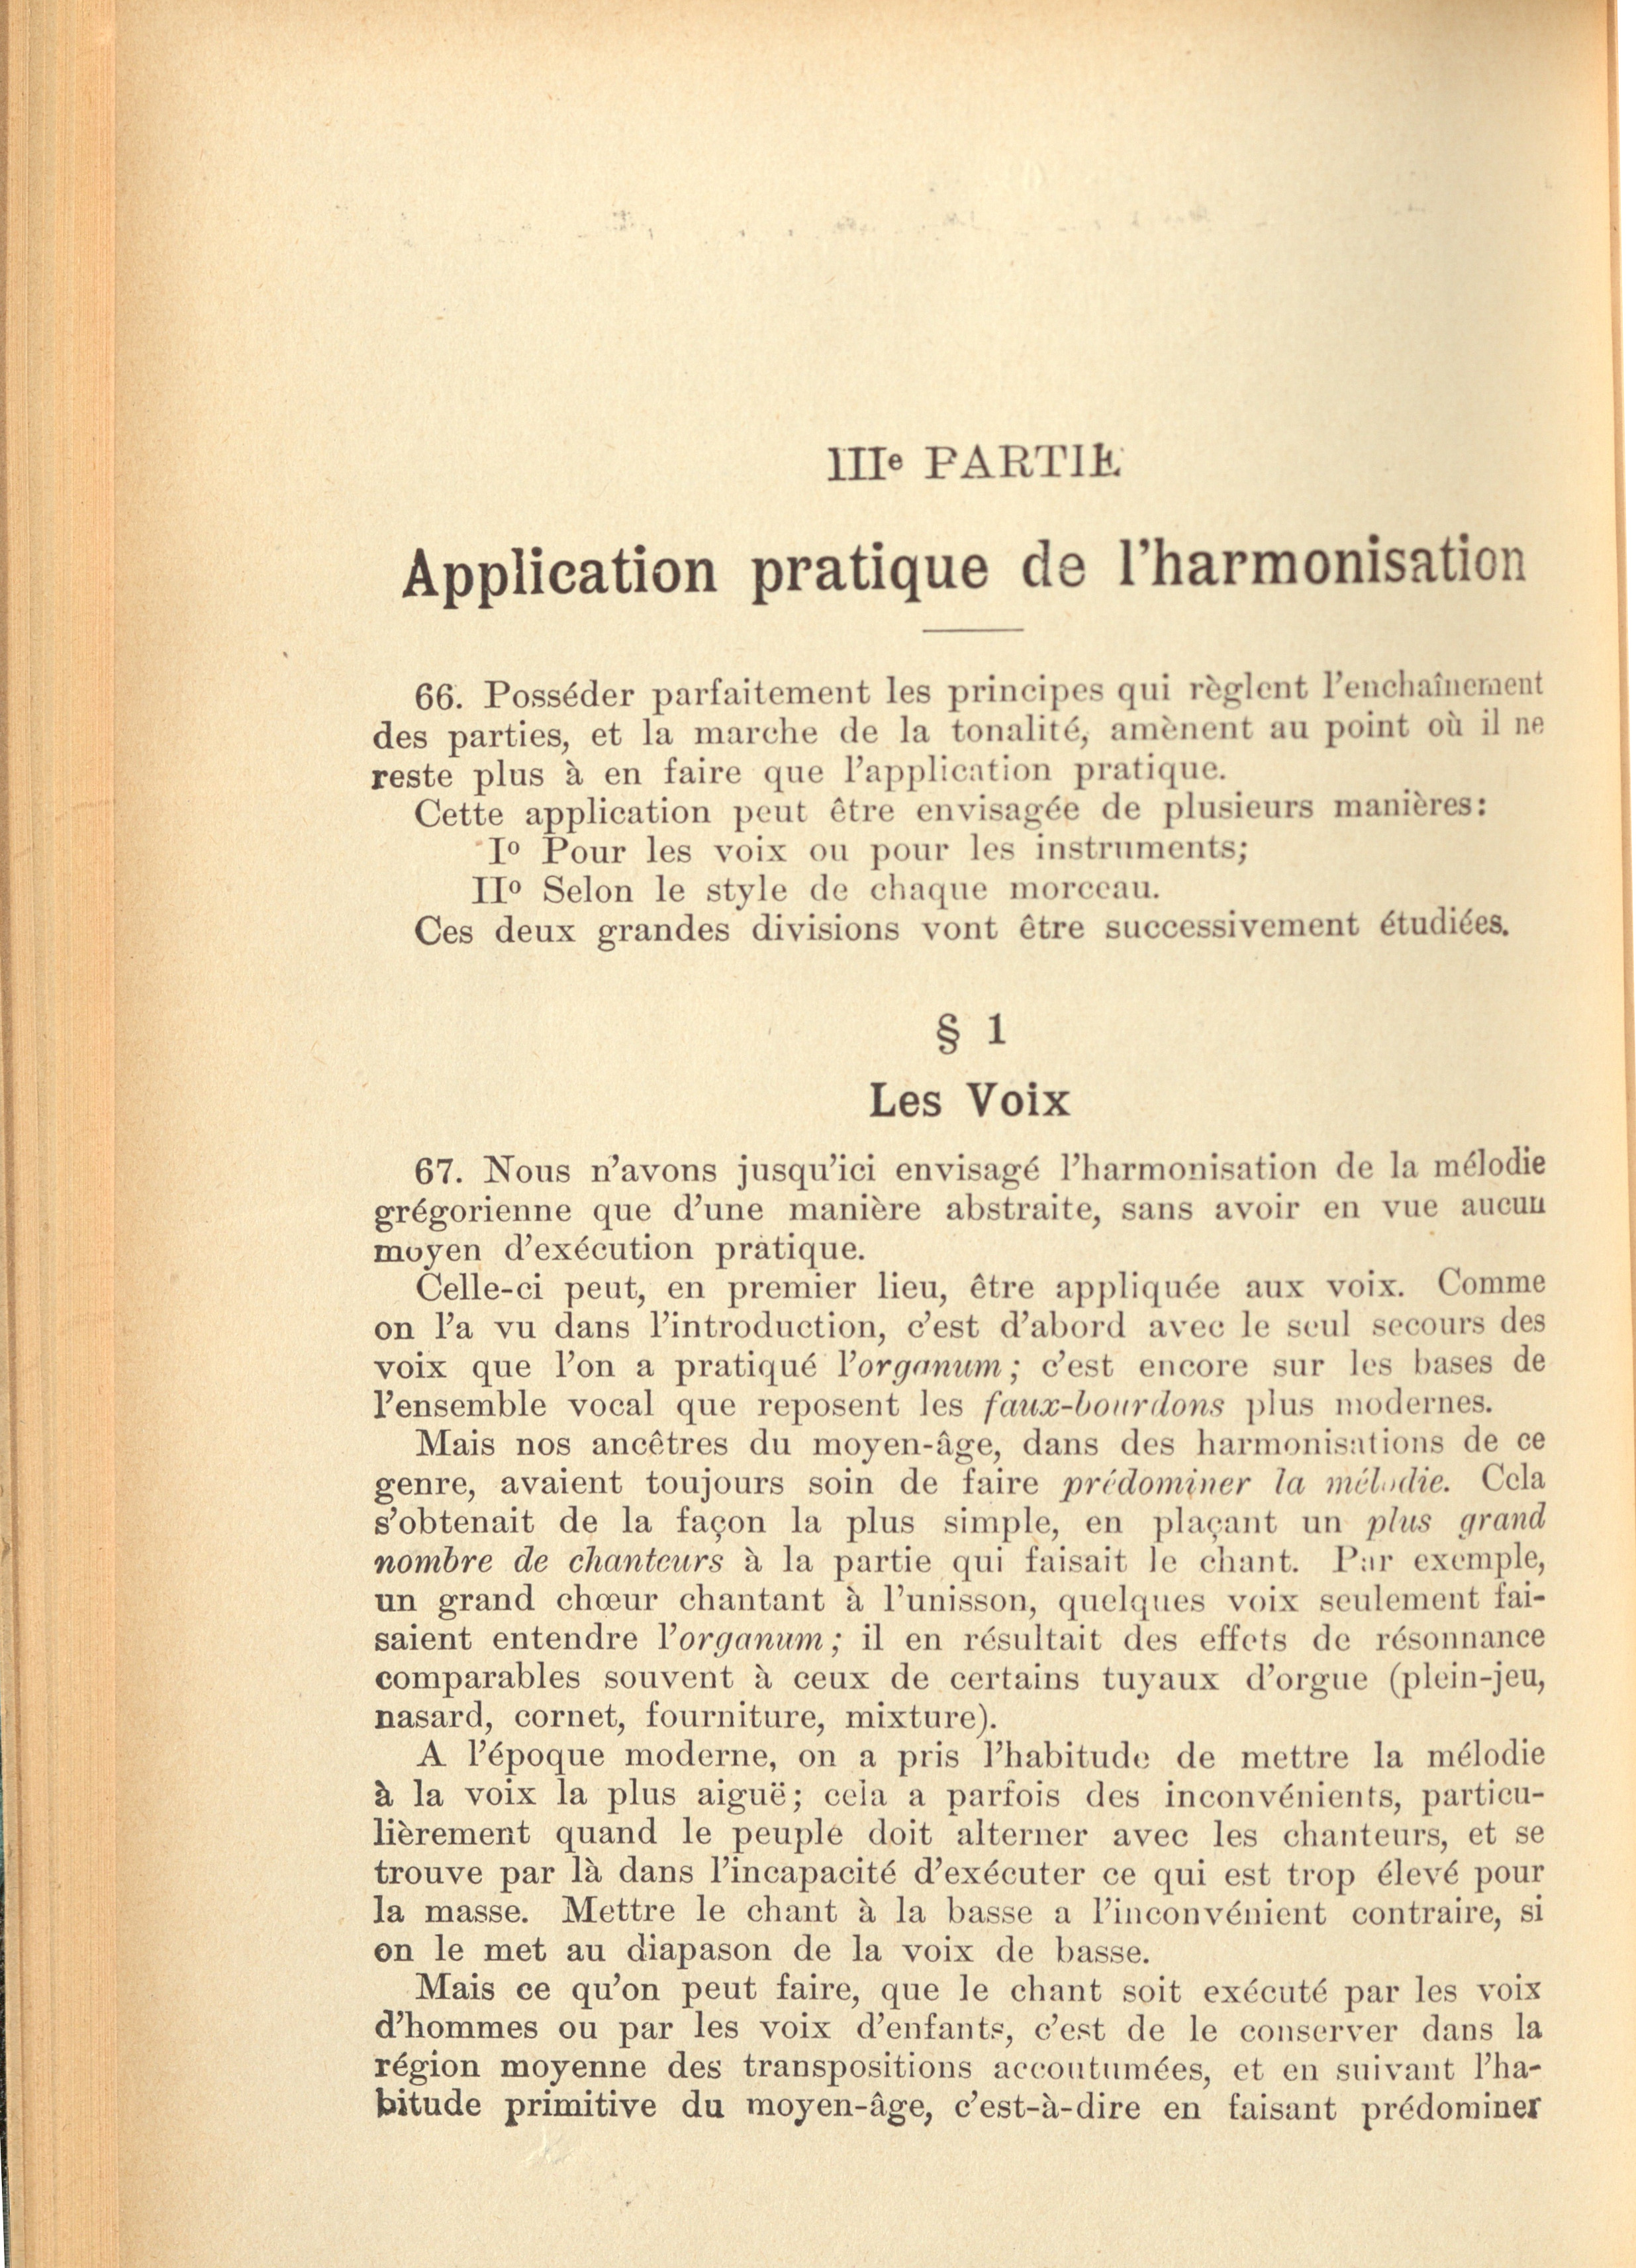 IIIe PARTIE
Application pratique de l'harmonisation
66. Posséder parfaitement les principes qui règlent l'enchaînement
des parties, et la marche de la tonalité, amènent au point où il ne
reste plus à en faire que l'application pratique.
Cette application peut être envisagée de plusieurs manières:
Io Pour les voix ou pour les instruments;
IIo Selon le style de chaque morceau.
Ces deux grandes divisions vont être successivement étudiées.
§ 1
Les Voix
67. Nous n'avons jusqu'ici envisagé l'harmonisation de la mélodie
grégorienne que d'une manière abstraite, sans avoir en vue aucun
moyen d'exécution pratique.
Celle-ci peut, en premier lieu, être appliquée aux voix. Comme
on l'a vu dans l'introduction, c'est d'abord avec le seul secours des
voix que l'on a pratiqué l'organum; c'est encore sur les bases de
l'ensemble vocal que reposent les faux-bourdons plus modernes.
Mais nos ancêtres du moyen-âge, dans des harmonisations de ce
genre, avaient toujours soin de faire prédominer la mélodie. Cela
s'obtenait de la façon la plus simple, en plaçant un plus grand
nombre de chanteurs à la partie qui faisait le chant. Par exemple,
un grand chœur chantant à l'unisson, quelques voix seulement fai-
saient entendre l'organum; il en résultait des effets de résonnance
comparables souvent à ceux de certains tuyaux d'orgue (plein-jeu,
nasard, cornet, fourniture, mixture).
A l'époque moderne, on a pris l'habitude de mettre la mélodie
à la voix la plus aiguë; cela a parfois des inconvénients, particu-
lièrement quand le peuple doit alterner avec les chanteurs, et se
trouve par là dans l'incapacité d'exécuter ce qui est trop élevé pour
la masse. Mettre le chant à la basse a l'inconvénient contraire, si
on le met au diapason de la voix de basse.
Mais ce qu'on peut faire, que le chant soit exécuté par les voix
d'hommes ou par les voix d'enfants, c'est de le conserver dans la
région moyenne des transpositions accoutumées, et en suivant l'ha-
bitude primitive du moyen-âge, c'est-à-dire en faisant prédominer